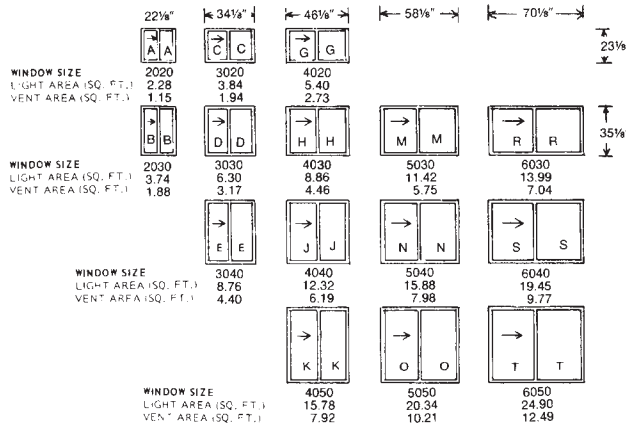 22⅛" 34⅛" 46⅛" 58⅛" 70⅛"
A A C C G G 23⅛
WINDOW SIZE 2020 3020 4020
LIGHT AREA (SQ. FT.) 2.28 3.84 5.40
VENT AREA (SQ. FT.) 1.15 1.94 2.73
B B D D H H M M R R 35⅛
WINDOW SIZE 2030 3030 4030 5030 6030
LIGHT AREA (SQ. FT.) 3.74 6.30 8.86 11.42 13.99
VENT AREA (SQ. FT.) 1.88 3.17 4.46 5.75 7.04
E E J J N N S S
WINDOW SIZE 3040 4040 5040 6040
LIGHT AREA (SQ. FT.) 8.76 12.32 15.88 19.45
VENT AREA (SQ. FT.) 4.40 6.19 7.98 9.77
K K O O T T
WINDOW SIZE 4050 5050 6050
LIGHT AREA (SQ. FT.) 15.78 20.34 24.90
VENT AREA (SQ. FT.) 7.92 10.21 12.49